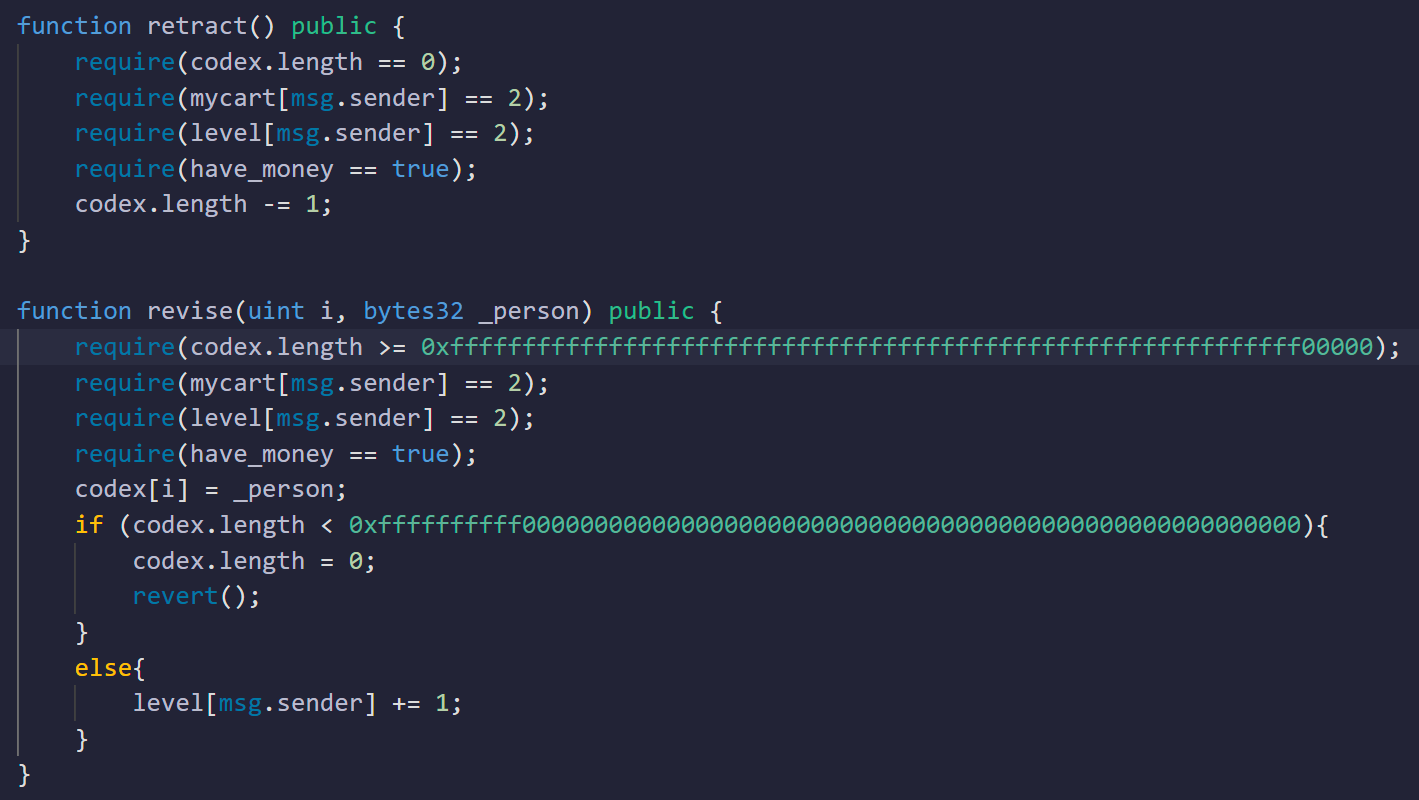 function retract() public {
    require(codex.length == 0);
    require(mycart[msg.sender] == 2);
    require(level[msg.sender] == 2);
    require(have_money == true);
    codex.length -= 1;
}
function revise(uint i, bytes32 _person) public {
    require(codex.length >= 0xfffffffffffffffffffffffffffffffffffffffffffffffffffffffffff00000);
    require(mycart[msg.sender] == 2);
    require(level[msg.sender] == 2);
    require(have_money == true);
    codex[i] = _person;
    if (codex.length < 0xffffffffff000000000000000000000000000000000000000000000000000000){
        codex.length = 0;
        revert();
    }
    else{
        level[msg.sender] += 1;
    }
}